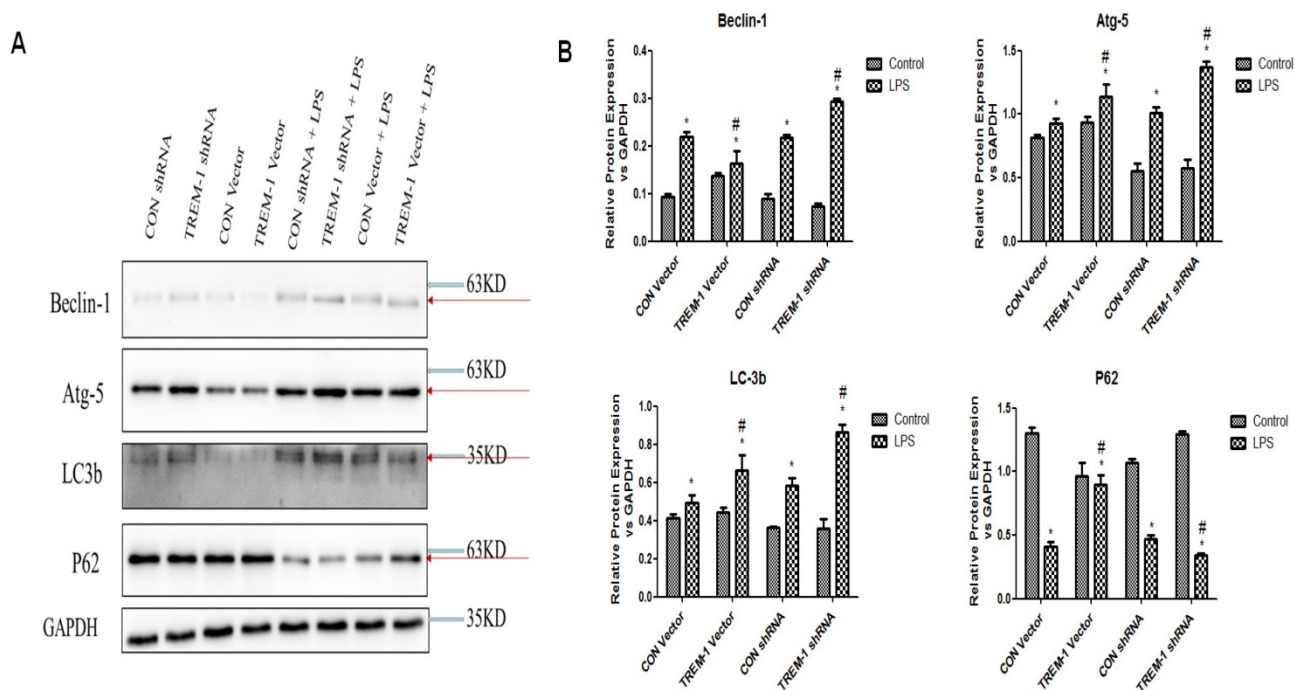 A
CON shRNA
TREM-1 shRNA
CON Vector
TREM-1 Vector
CON shRNA + LPS
TREM-1 shRNA + LPS
CON Vector + LPS
TREM-1 Vector + LPS
Beclin-1
63KD
Atg-5
63KD
LC3b
35KD
P62
63KD
GAPDH
35KD
B
Beclin-1
Relative Protein Expression
vs GAPDH
0.4
0.3
0.2
0.1
0.0
*
#
*
*
#
*
Control
LPS
CON Vector
TREM-1 Vector
CON shRNA
TREM-1 shRNA
Atg-5
Relative Protein Expression
vs GAPDH
1.5
1.0
0.5
0.0
*
#
*
*
#
*
Control
LPS
CON Vector
TREM-1 Vector
CON shRNA
TREM-1 shRNA
LC-3b
Relative Protein Expression
vs GAPDH
1.0
0.8
0.6
0.4
0.2
0.0
*
#
*
*
#
*
Control
LPS
CON Vector
TREM-1 Vector
CON shRNA
TREM-1 shRNA
P62
Relative Protein Expression
vs GAPDH
1.5
1.0
0.5
0.0
*
#
*
*
#
*
Control
LPS
CON Vector
TREM-1 Vector
CON shRNA
TREM-1 shRNA